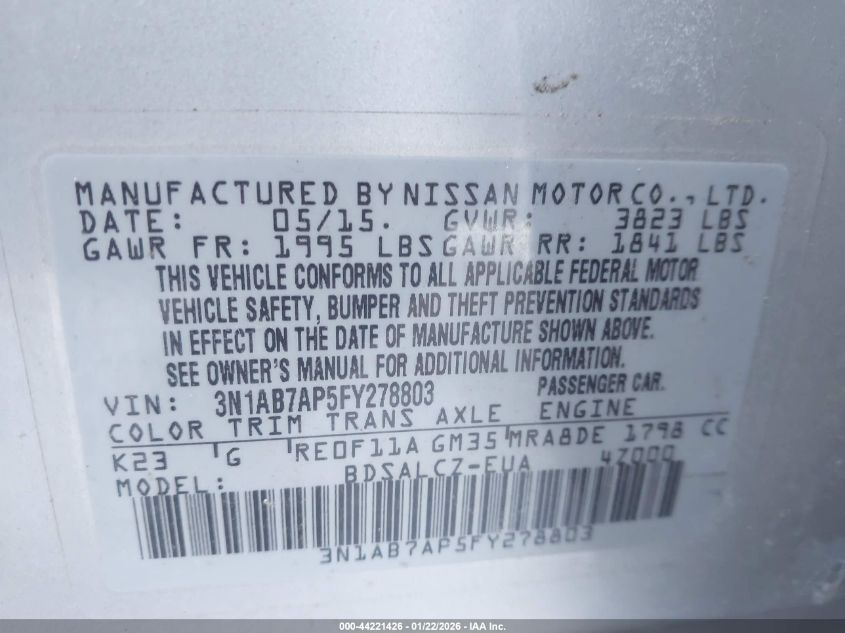 MANUFACTURED BY NISSAN MOTOR CO., LTD.
DATE: 05/15. GVWR: 3823 LBS
GAWR FR: 1995 LBS GAWR RR: 1841 LBS
THIS VEHICLE CONFORMS TO ALL APPLICABLE FEDERAL MOTOR
VEHICLE SAFETY, BUMPER AND THEFT PREVENTION STANDARDS
IN EFFECT ON THE DATE OF MANUFACTURE SHOWN ABOVE.
SEE OWNER'S MANUAL FOR ADDITIONAL INFORMATION.
VIN: 3N1AB7AP5FY278803 PASSENGER CAR.
COLOR TRIM TRANS AXLE ENGINE
K23 G RE0F11A GM35 MRA8DE 1798 CC
MODEL: BDSALCZ-EUA 4Z000
3N1AB7AP5FY278803
000-44221426 - 01/22/2026 - IAA Inc.